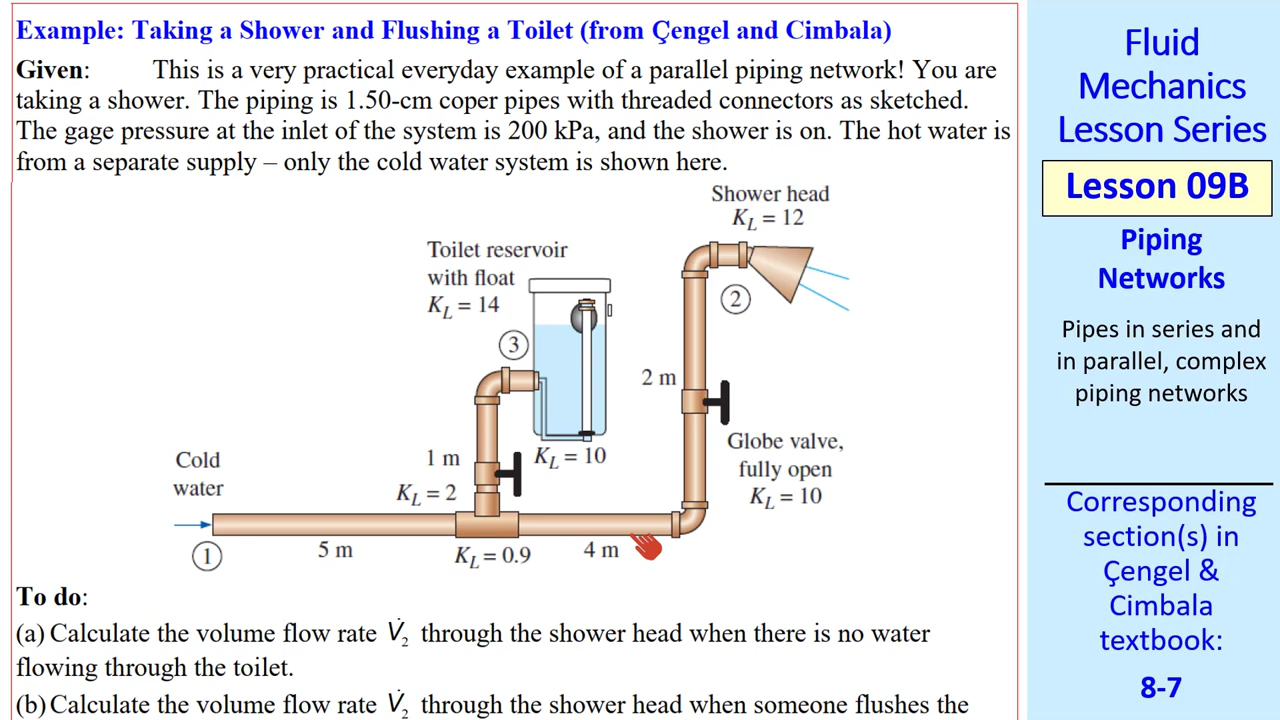 Example: Taking a Shower and Flushing a Toilet (from Çengel and Cimbala)
Given: This is a very practical everyday example of a parallel piping network! You are
taking a shower. The piping is 1.50-cm coper pipes with threaded connectors as sketched.
The gage pressure at the inlet of the system is 200 kPa, and the shower is on. The hot water is
from a separate supply – only the cold water system is shown here.
Shower head
K_L = 12
Toilet reservoir
with float
K_L = 14
2
3
2 m
Globe valve,
fully open
K_L = 10
1 m
K_L = 10
K_L = 2
Cold
water
1
5 m
K_L = 0.9
4 m
To do:
(a) Calculate the volume flow rate V̇₂ through the shower head when there is no water
flowing through the toilet.
(b) Calculate the volume flow rate V̇₂ through the shower head when someone flushes the
Fluid
Mechanics
Lesson Series
Lesson 09B
Piping
Networks
Pipes in series and
in parallel, complex
piping networks
Corresponding
section(s) in
Çengel &
Cimbala
textbook:
8-7